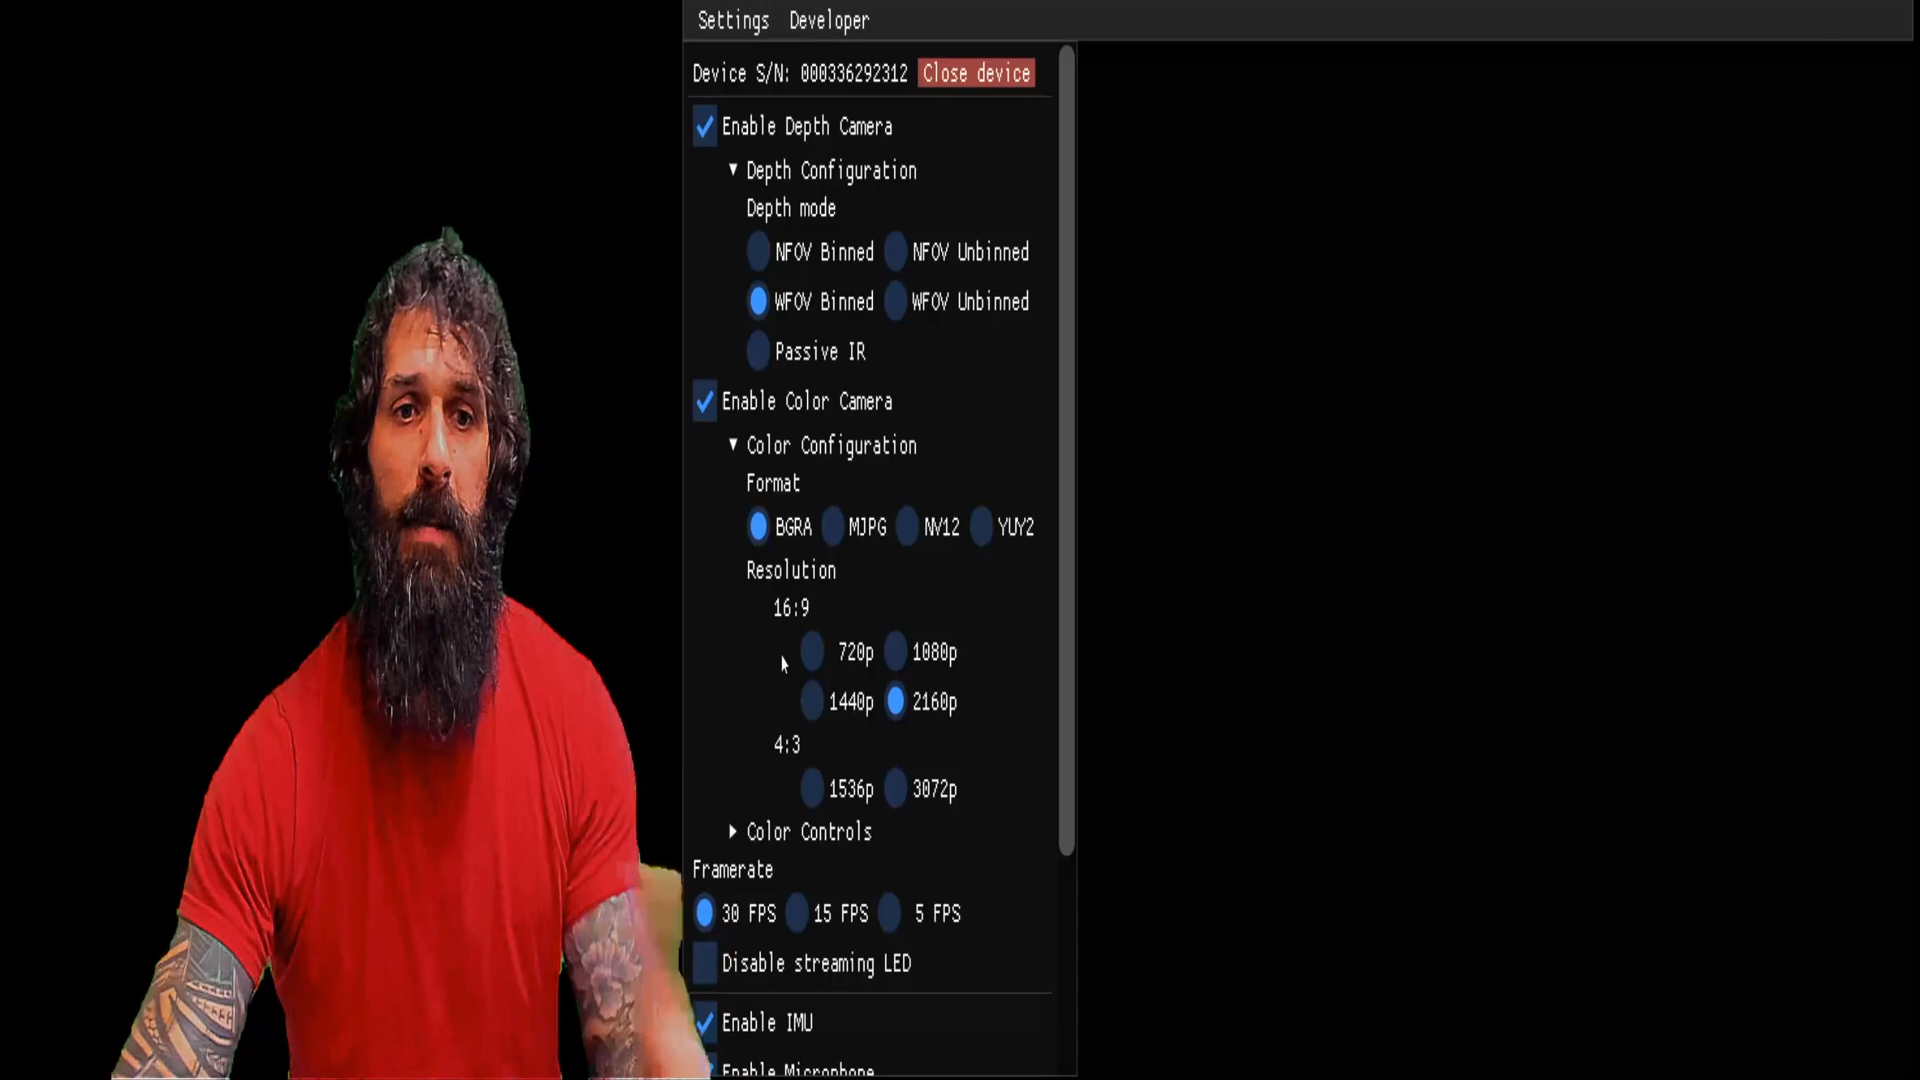 Settings Developer
Device S/N: 000336292312 Close device
Enable Depth Camera
Depth Configuration
Depth mode
NFOV Binned NFOV Unbinned
WFOV Binned WFOV Unbinned
Passive IR
Enable Color Camera
Color Configuration
Format
BGRA MJPG NV12 YUY2
Resolution
16:9
720p 1080p
1440p 2160p
4:3
1536p 3072p
Color Controls
Framerate
30 FPS 15 FPS 5 FPS
Disable streaming LED
Enable IMU
Enable Microphone